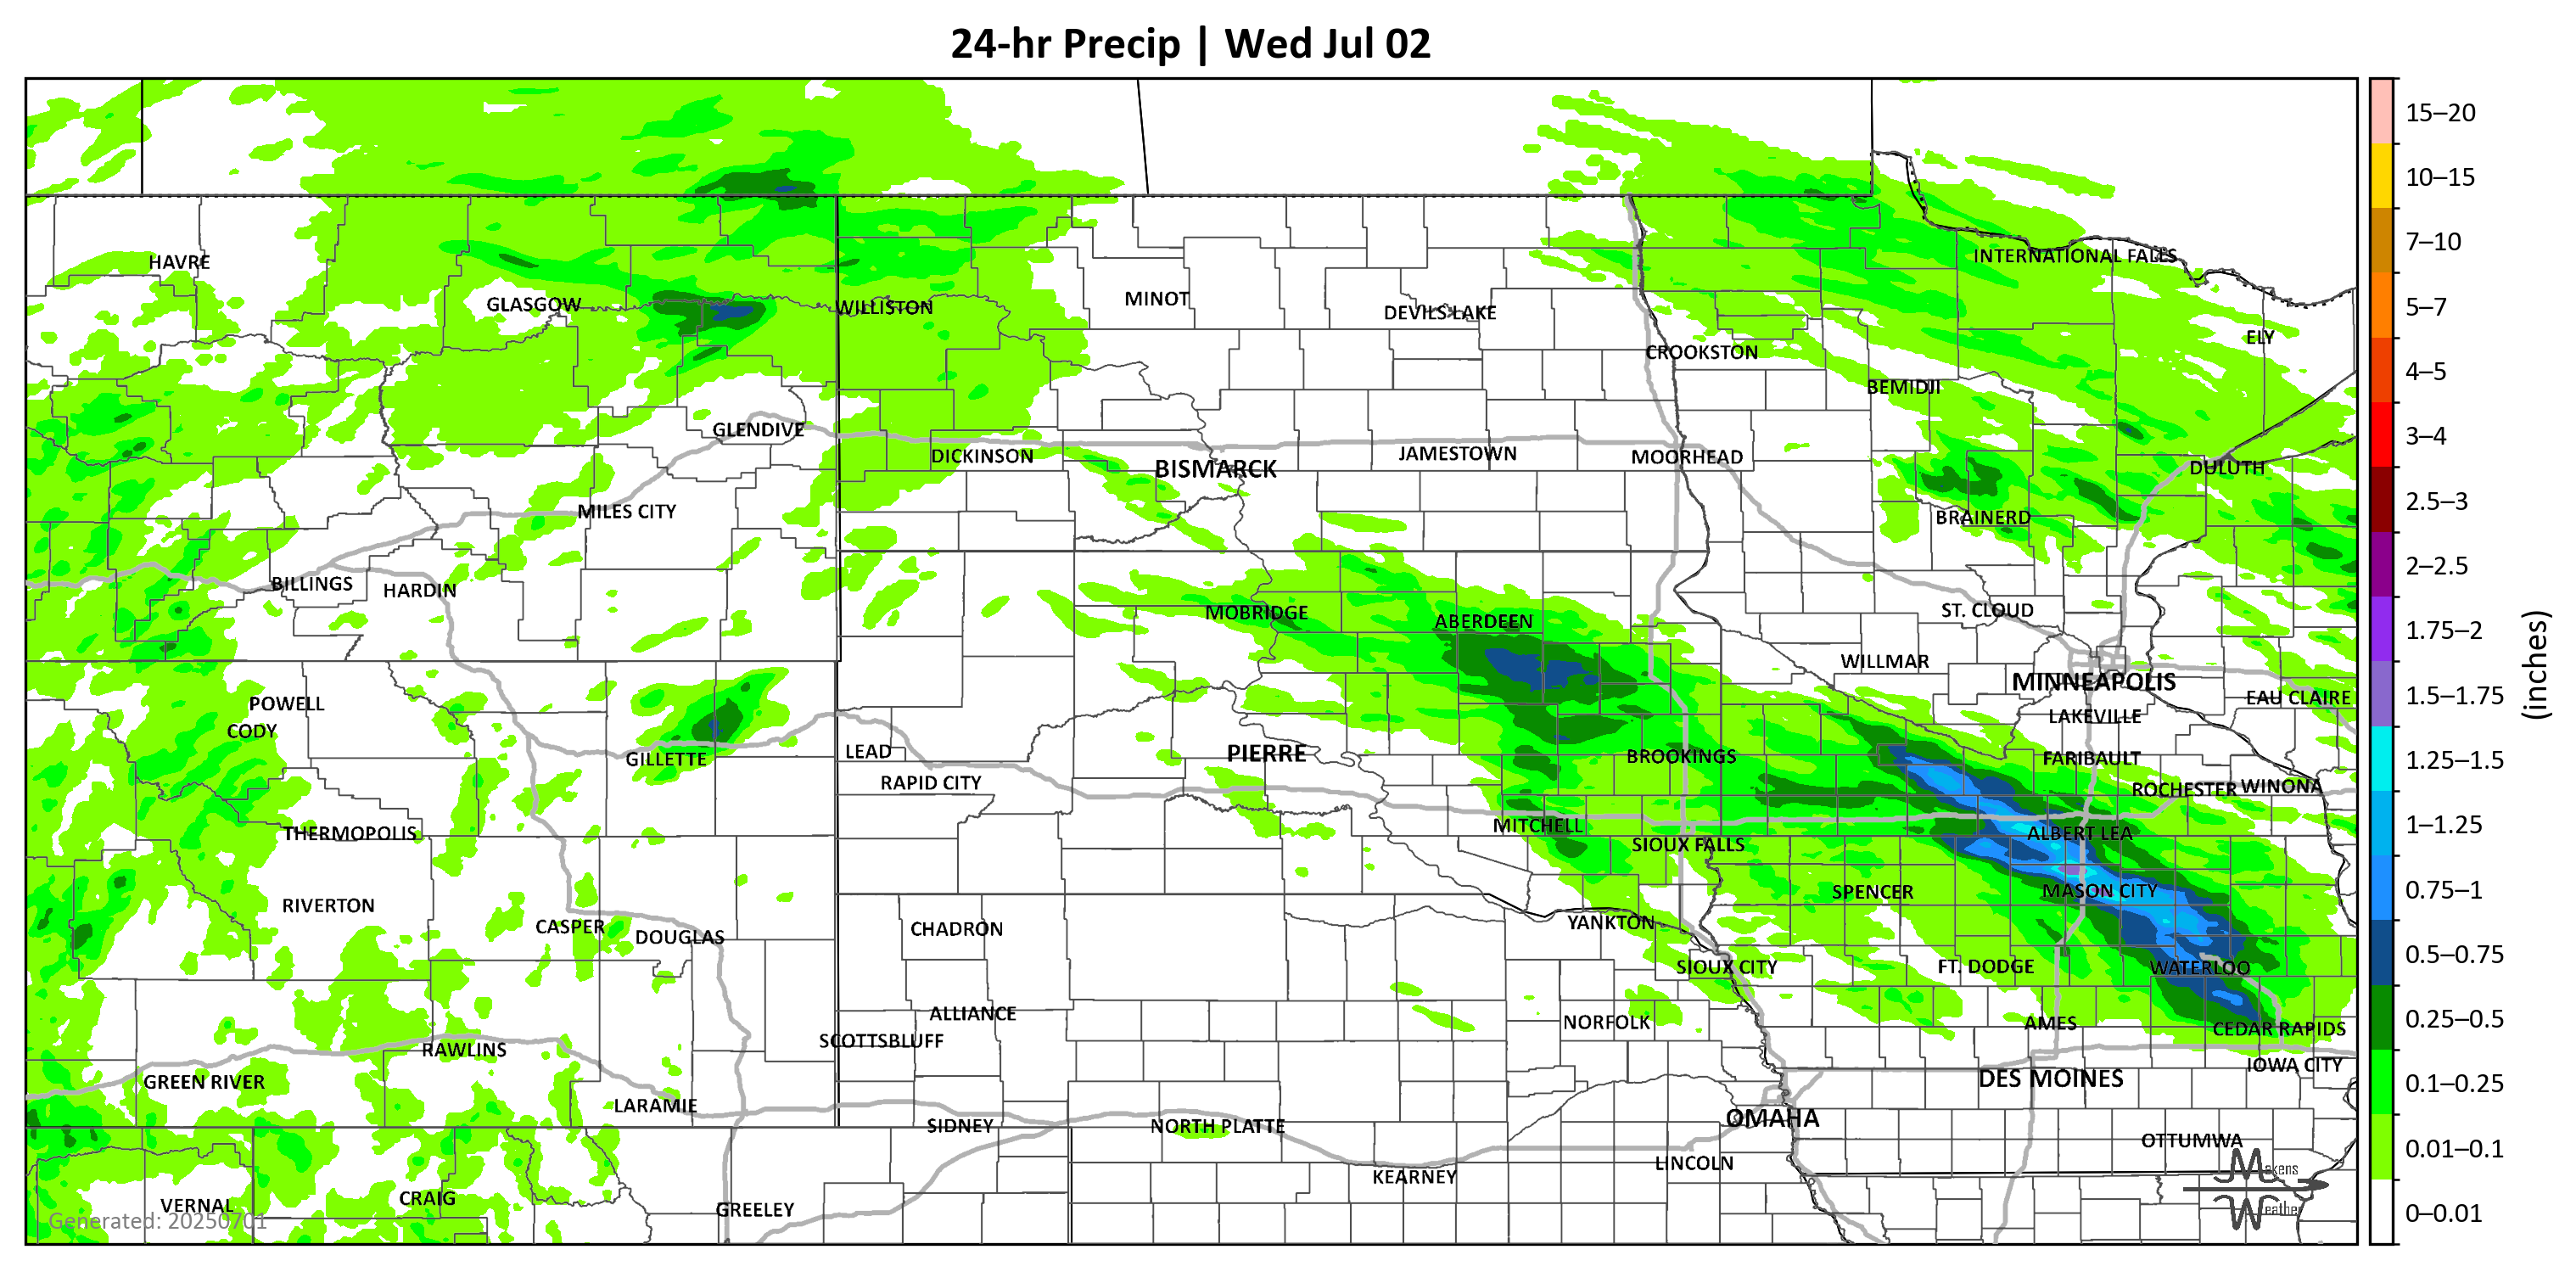 24-hr Precip | Wed Jul 02
15–20
10–15
7–10
5–7
4–5
3–4
2.5–3
2–2.5
1.75–2
1.5–1.75
1.25–1.5
1–1.25
0.75–1
0.5–0.75
0.25–0.5
0.1–0.25
0.01–0.1
0–0.01
(inches)
HAVRE
INTERNATIONAL FALLS
GLASGOW
WILLISTON
MINOT
DEVILS LAKE
ELY
CROOKSTON
BEMIDJI
GLENDIVE
DICKINSON
BISMARCK
JAMESTOWN
MOORHEAD
DULUTH
MILES CITY
BRAINERD
BILLINGS
HARDIN
MOBRIDGE
ABERDEEN
ST. CLOUD
WILLMAR
MINNEAPOLIS
EAU CLAIRE
POWELL
CODY
LAKEVILLE
GILLETTE
LEAD
PIERRE
BROOKINGS
FARIBAULT
RAPID CITY
ROCHESTER
WINONA
THERMOPOLIS
MITCHELL
SIOUX FALLS
ALBERT LEA
RIVERTON
SPENCER
MASON CITY
CASPER
DOUGLAS
CHADRON
YANKTON
SIOUX CITY
FT. DODGE
WATERLOO
ALLIANCE
SCOTTSBLUFF
NORFOLK
AMES
CEDAR RAPIDS
RAWLINS
IOWA CITY
GREEN RIVER
DES MOINES
LARAMIE
SIDNEY
NORTH PLATTE
OMAHA
OTTUMWA
LINCOLN
KEARNEY
VERNAL
CRAIG
GREELEY
Generated: 20250701
Makens
Weather